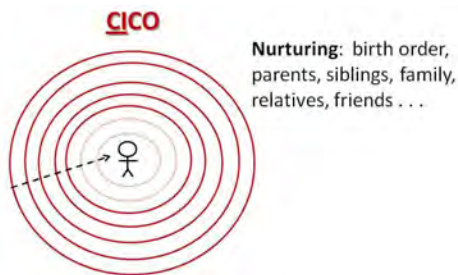 CICO
Nurturing: birth order,
parents, siblings, family,
relatives, friends . . .